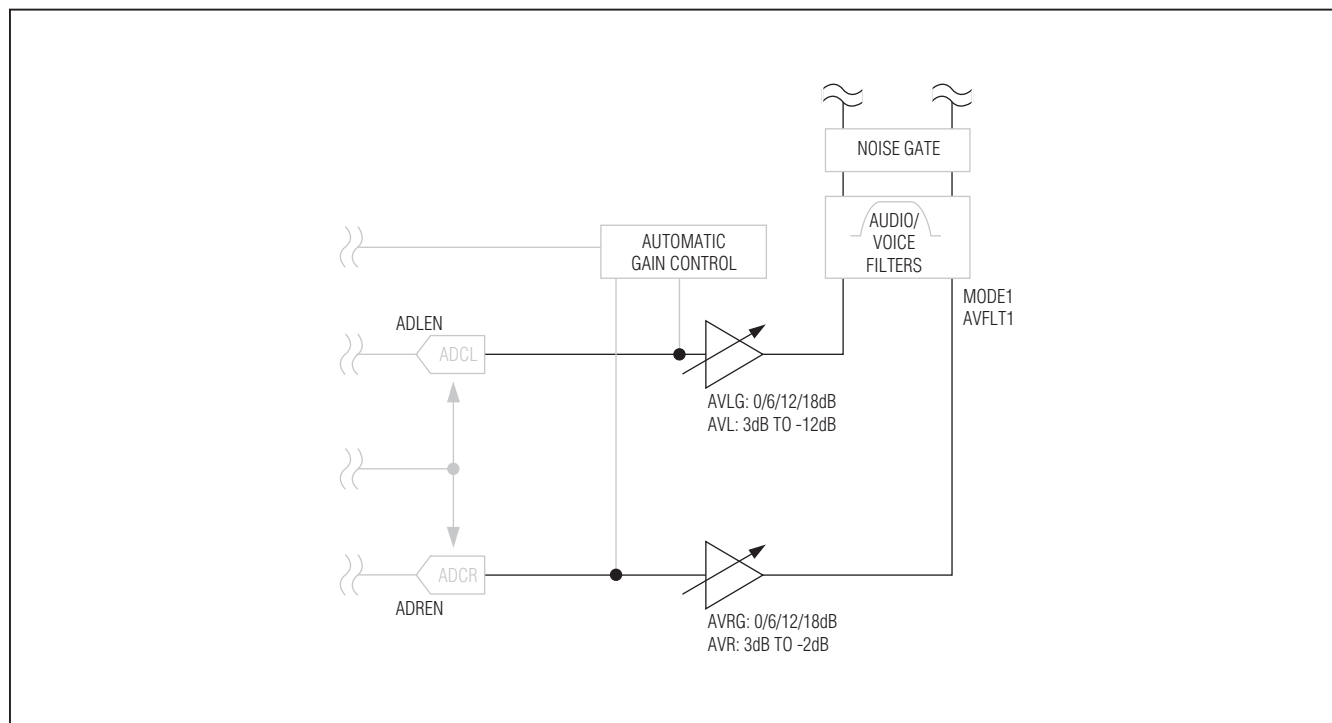 NOISE GATE
AUDIO/
VOICE
FILTERS
AUTOMATIC
GAIN CONTROL
MODE1
AVFLT1
ADLEN
ADCL
AVLG: 0/6/12/18dB
AVL: 3dB TO -12dB
ADCR
ADREN
AVRG: 0/6/12/18dB
AVR: 3dB TO -2dB